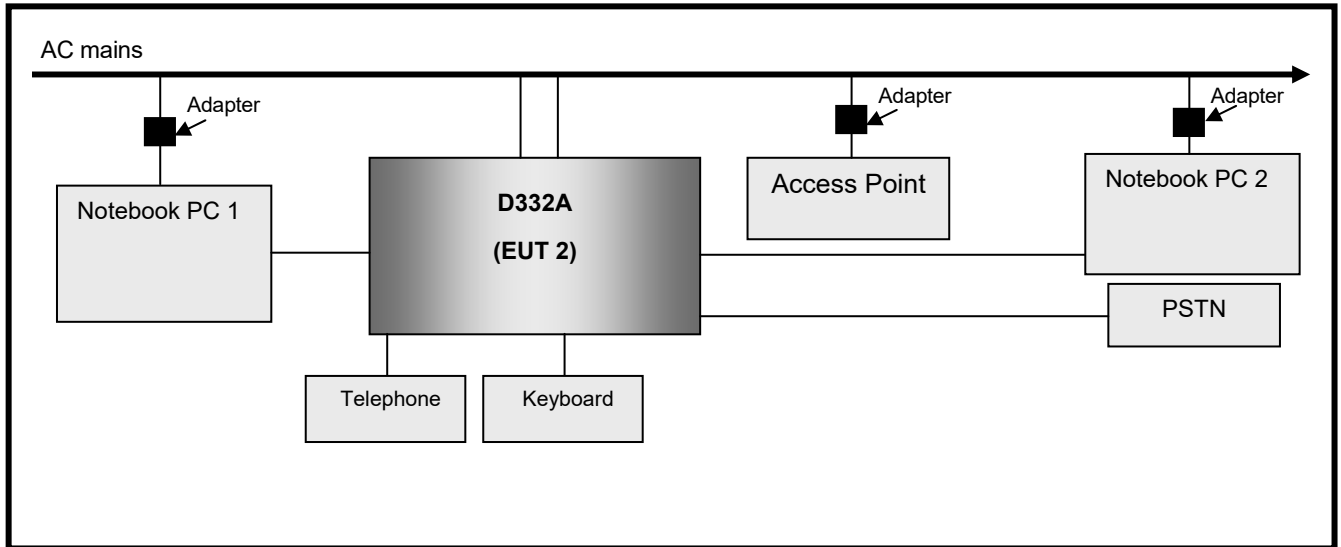 AC mains
Adapter
Adapter
Adapter
Notebook PC 1
D332A
(EUT 2)
Access Point
Notebook PC 2
PSTN
Telephone
Keyboard